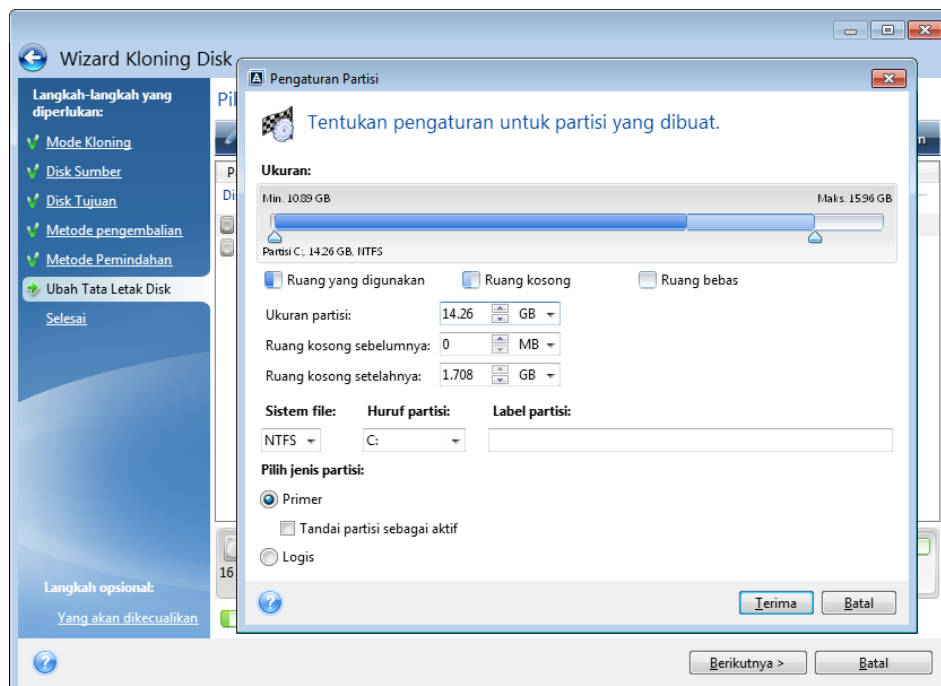 Wizard Kloning Disk
Langkah-langkah yang
diperlukan:
Mode Kloning
Disk Sumber
Disk Tujuan
Metode pengembalian
Metode Pemindahan
Ubah Tata Letak Disk
Selesai
Langkah opsional:
Yang akan dikecualikan
Pil
P
Di
16
n
Pengaturan Partisi
Tentukan pengaturan untuk partisi yang dibuat.
Ukuran:
Min. 10.89 GB Maks. 15.96 GB
Partisi C:, 14.26 GB, NTFS
Ruang yang digunakan Ruang kosong Ruang bebas
Ukuran partisi: 14.26 GB
Ruang kosong sebelumnya: 0 MB
Ruang kosong setelahnya: 1.708 GB
Sistem file: Huruf partisi: Label partisi:
NTFS C:
Pilih jenis partisi:
Primer
Tandai partisi sebagai aktif
Logis
Terima Batal
Berikutnya > Batal